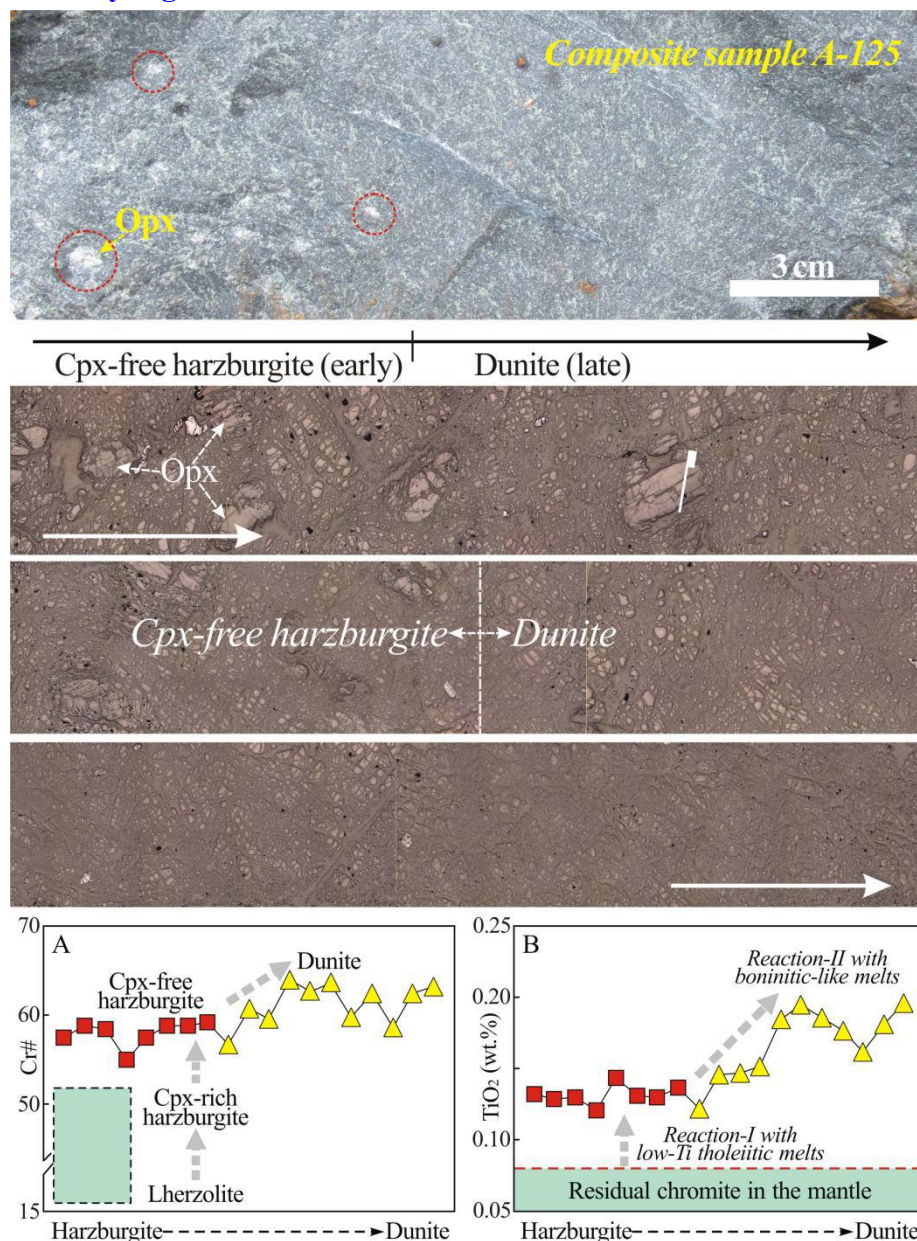 Composite sample A-125
Opx
3 cm
Cpx-free harzburgite (early)
Dunite (late)
Opx
Cpx-free harzburgite
Dunite
70
A
Dunite
Cpx-free
harzburgite
60
Cr#
50
Cpx-rich
harzburgite
Lherzolite
15
Harzburgite
Dunite
0.25
B
Reaction-II with
boninitic-like melts
0.20
TiO₂ (wt.%)
0.10
Reaction-I with
low-Ti tholeiitic melts
Residual chromite in the mantle
0.05
Harzburgite
Dunite